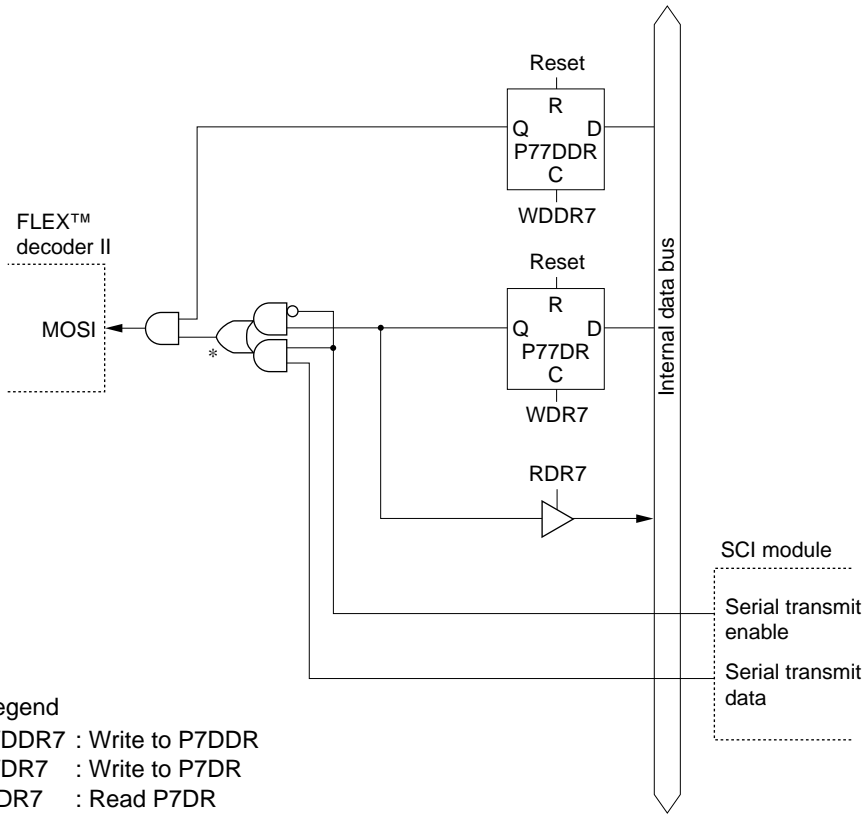 Reset
R
Q D
P77DDR
C
WDDR7
FLEX™
decoder II
MOSI
*
Reset
R
Q D
P77DR
C
WDR7
Internal data bus
RDR7
SCI module
Serial transmit
enable
Serial transmit
data
egend
DDR7 : Write to P7DDR
DR7 : Write to P7DR
DR7 : Read P7DR